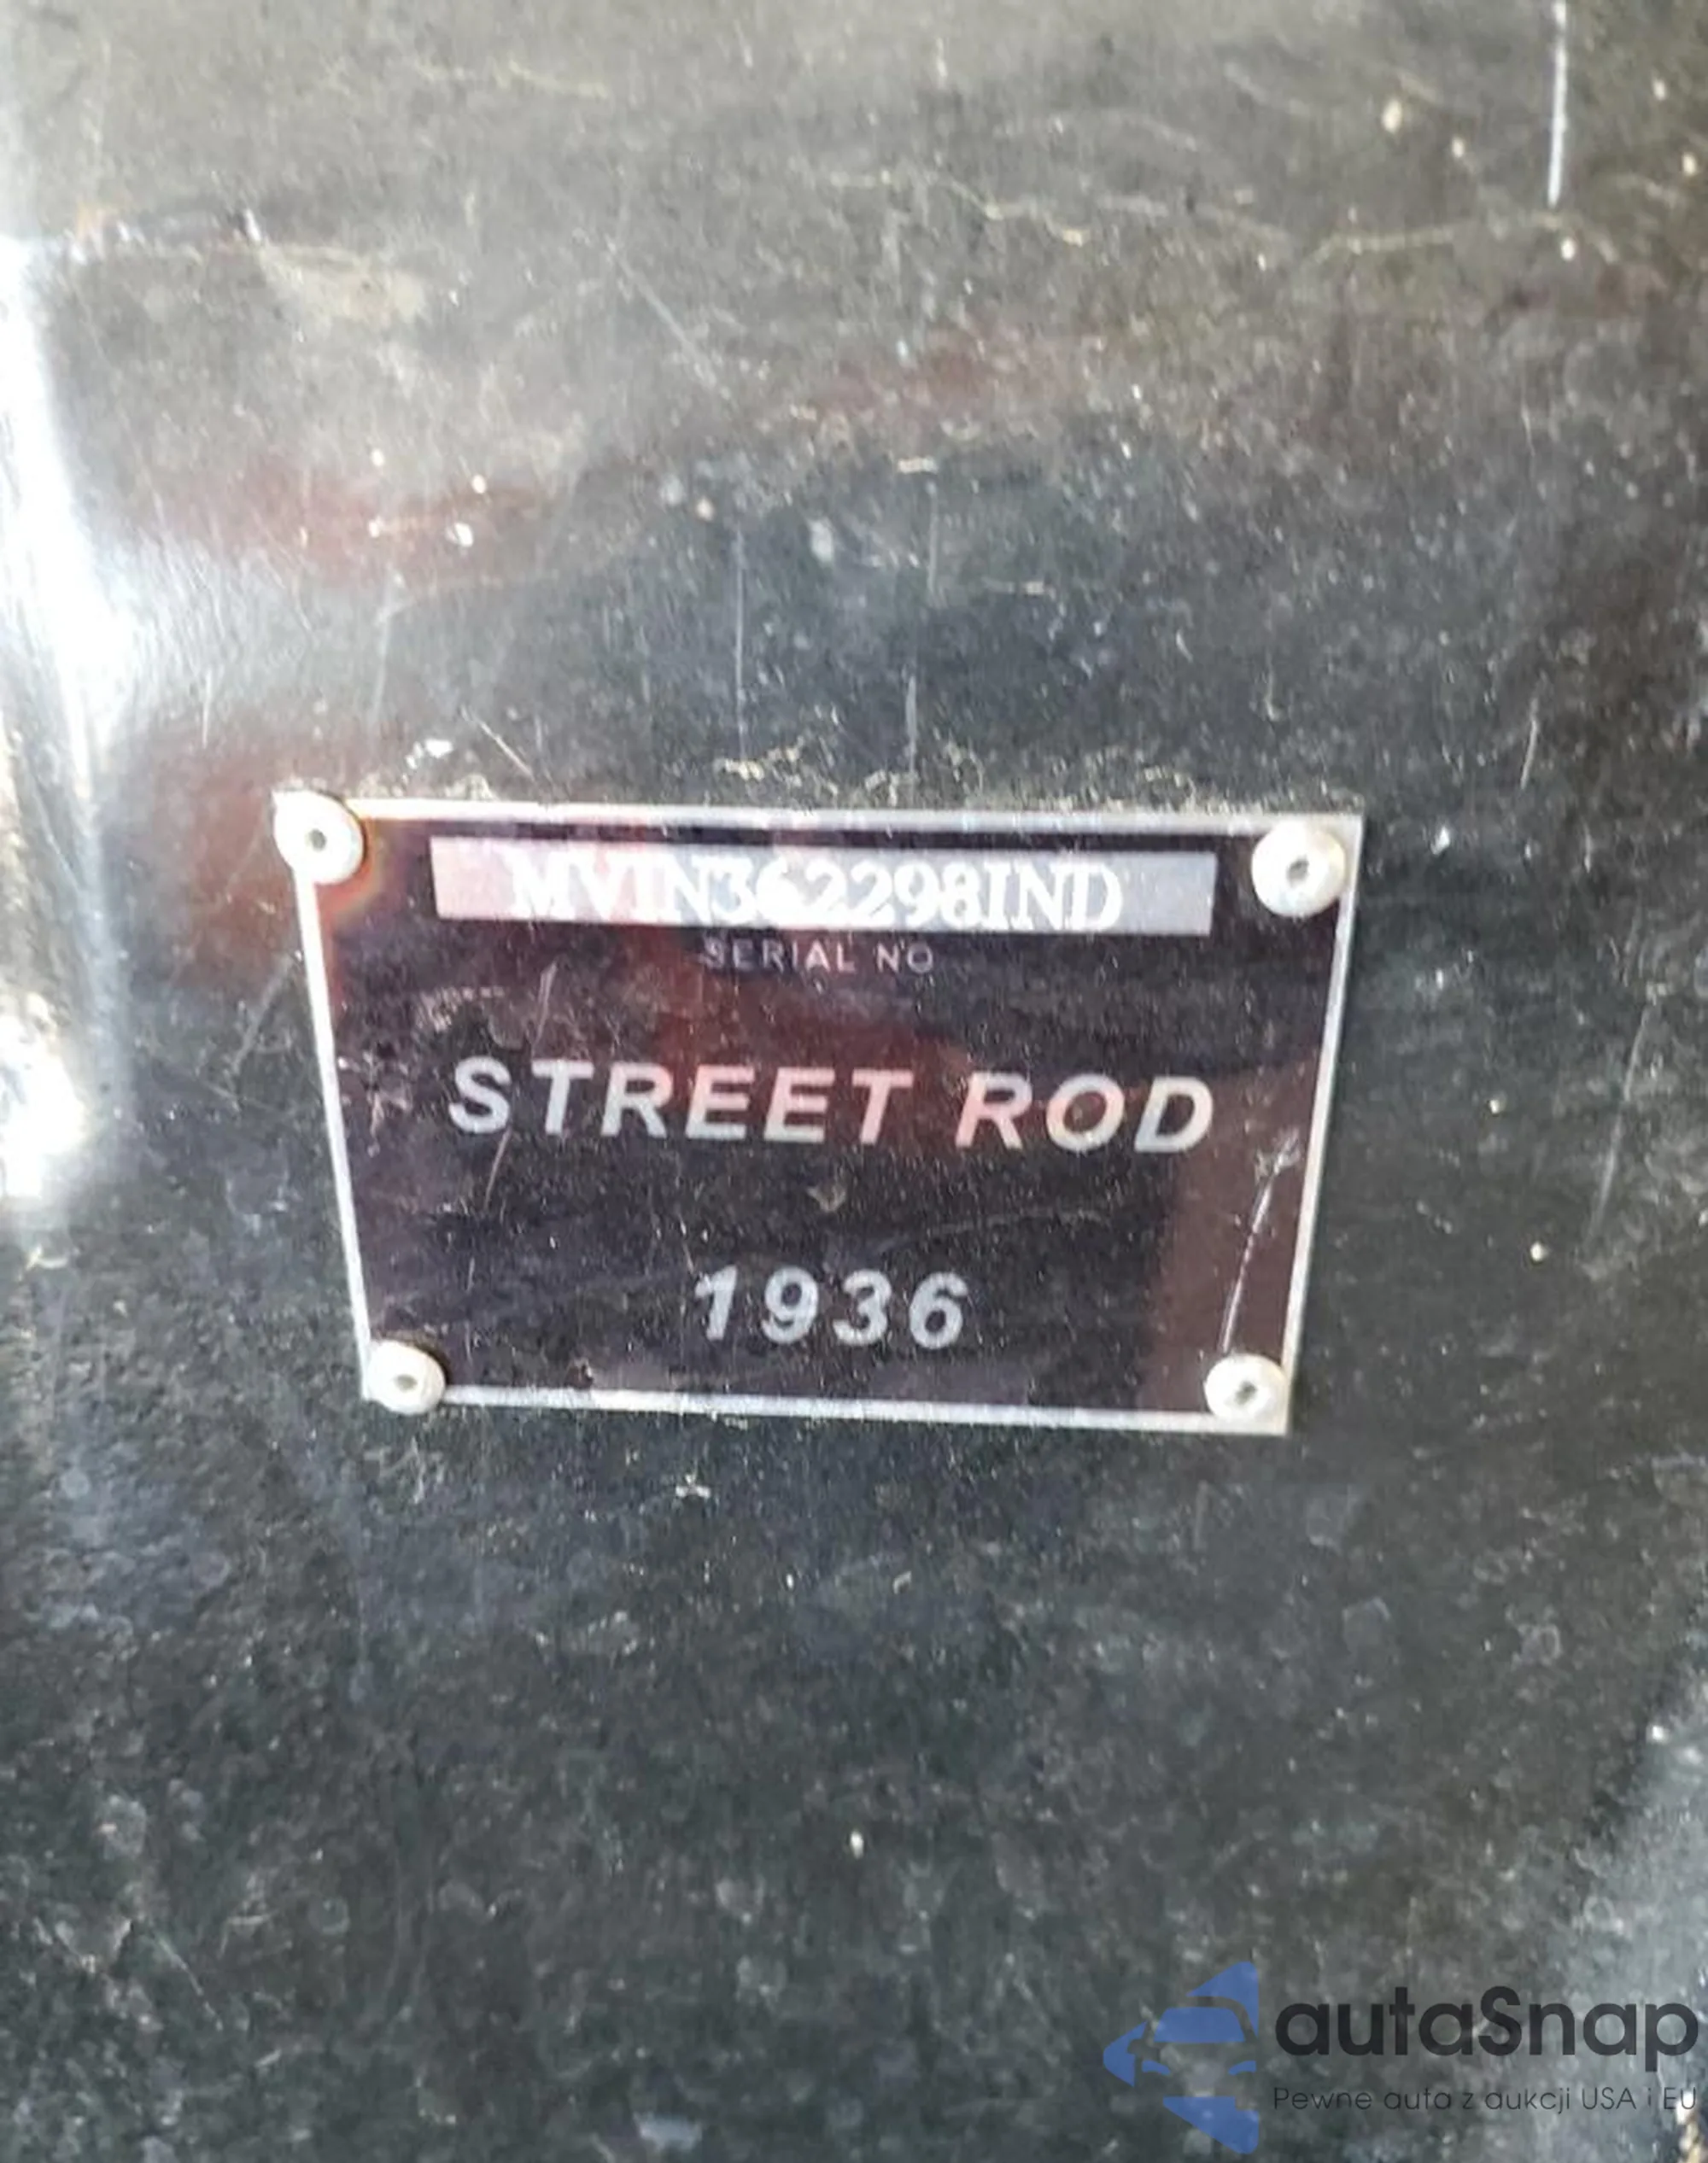 MVIN362298IND
SERIAL NO
STREET ROD
1936
autaSnap
Pewne auta z aukcji USA i EU